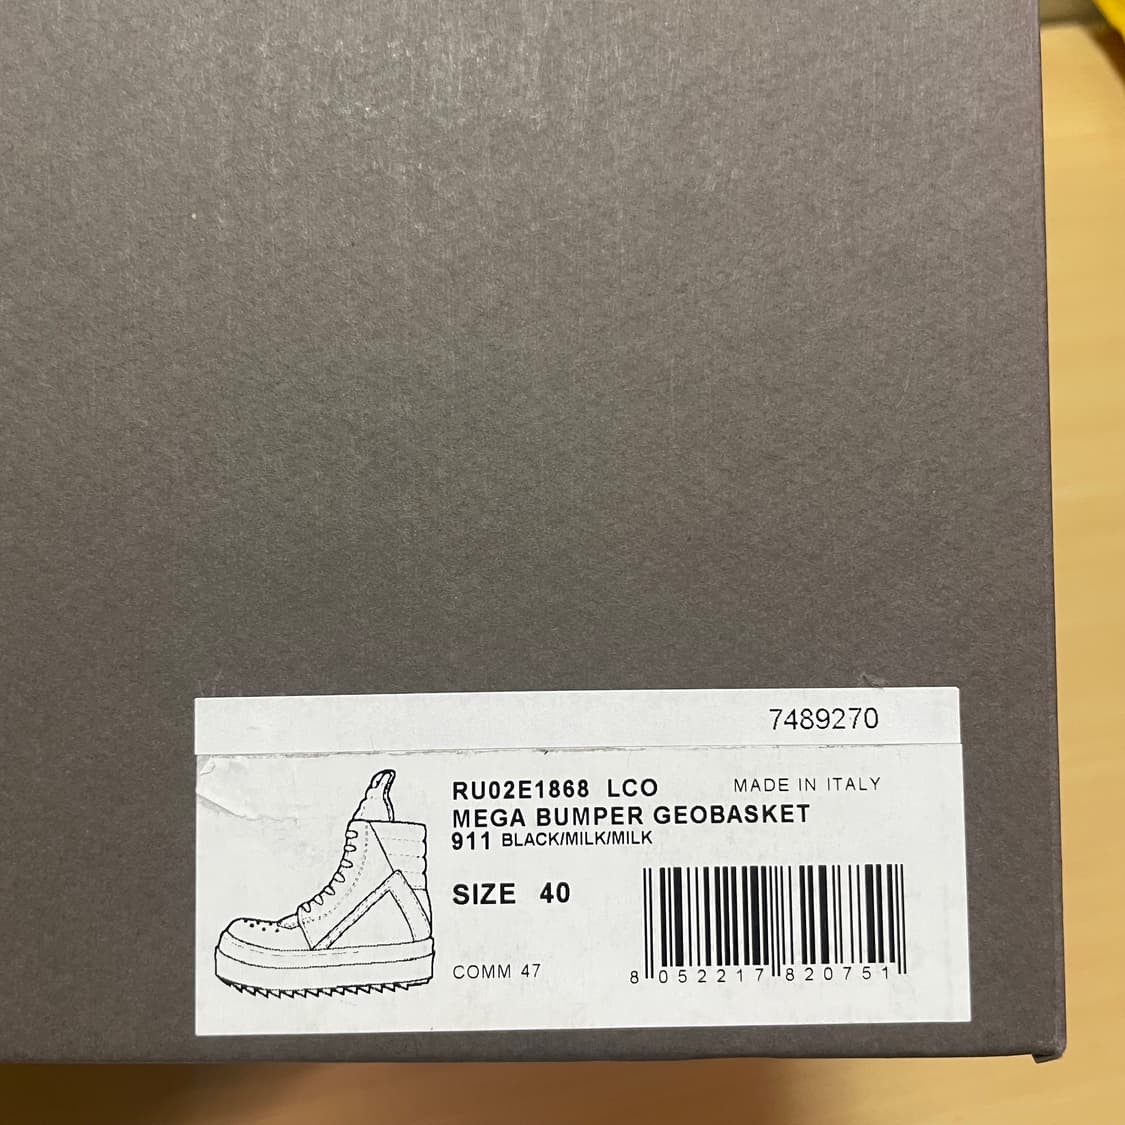 7489270
RU02E1868 LCO MADE IN ITALY
MEGA BUMPER GEOBASKET
911 BLACK/MILK/MILK
SIZE 40
COMM 47
8 052217 820751